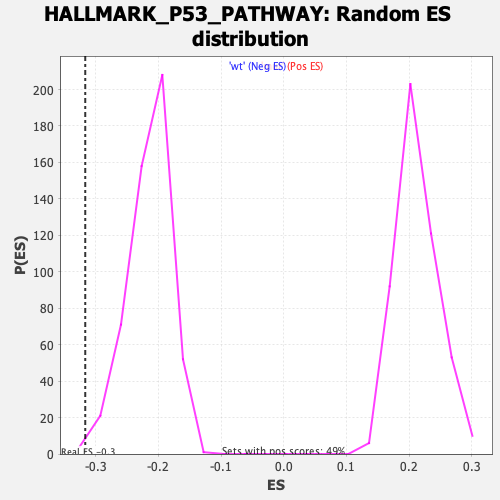 HALLMARK_P53_PATHWAY: Random ES
distribution
'wt' (Neg ES)(Pos ES)
200
180
160
140
120
100
80
60
40
20
0
P(ES)
Real ES -0.3
Sets with pos scores: 49%
-0.3 -0.2 -0.1 0.0 0.1 0.2 0.3
ES